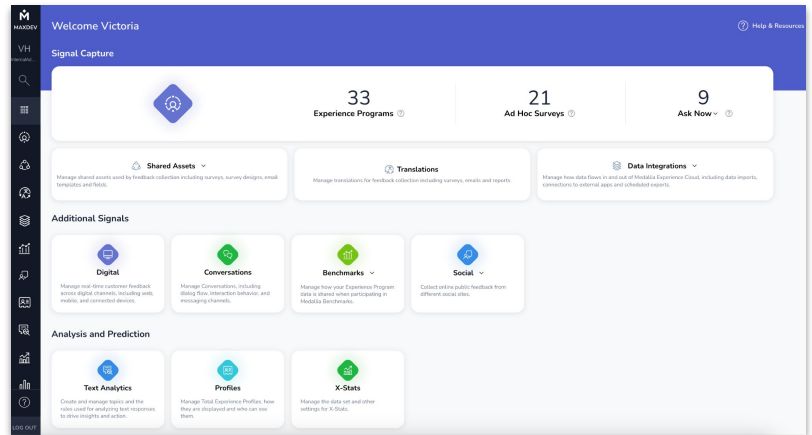 MAXDEV
VH
Welcome Victoria
Help & Resources
Signal Capture
33
Experience Programs
21
Ad Hoc Surveys
9
Ask Now
Shared Assets
Manage shared assets used by feedback collection including surveys, survey designs, email
templates and fields.
Translations
Manage translations for feedback collection including surveys, emails and reports.
Data Integrations
Manage how data flows in and out of Medallia Experience Cloud, including data imports,
connections to external apps and scheduled exports.
Additional Signals
Digital
Manage real-time customer feedback
across digital channels, including web,
mobile, and connected devices.
Conversations
Manage Conversations, including
dialog flow, interaction behavior, and
messaging channels.
Benchmarks
Manage how your Experience Program
data is shared when participating in
Medallia Benchmarks.
Social
Collect online public feedback from
different social sites.
Analysis and Prediction
Text Analytics
Create and manage topics and the
rules used for analyzing text responses
to drive insights and action.
Profiles
Manage Total Experience Profiles, how
they are displayed and who can use
them.
X-Stats
Manage the data set and other
settings for X-Stats.
LOG OUT